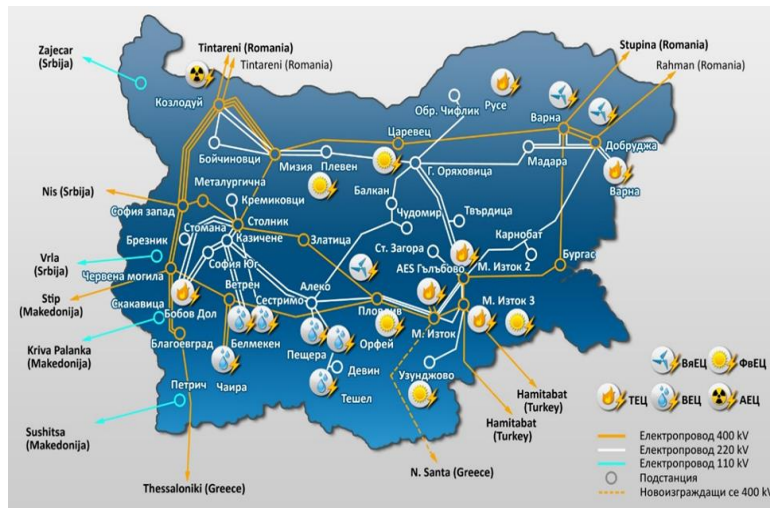 Zajecar
(Srbija)
Tintareni (Romania)
Tintareni (Romania)
Stupina (Romania)
Rahman (Romania)
Козлодуй
Обр. Чифлик
Русе
Варна
Царевец
Добруджа
Бойчиновци
Мизия
Плевен
Г. Оряховица
Мадара
Варна
Металургична
Кремиковци
Балкан
Nis (Srbija)
София запад
Столник
Чудомир
Твърдица
Стомана
Казичене
Златица
Карнобат
Брезник
София Юг
Ст. Загора
Vrla
(Srbija)
Червена могила
AES Гълъбово
М. Изток 2
Бургас
Stip
(Makedonija)
Скакавица
Бобов Дол
Ветрен
Сестримо
Алеко
Пловдив
М. Изток 3
Благоевград
Белмекен
Пещера
Орфей
М. Изток
Kriva Palanka
(Makedonija)
Чаира
Девин
Узунджово
Петрич
Тешел
Hamitabat
(Turkey)
Hamitabat
(Turkey)
Sushitsa
(Makedonija)
N. Santa (Greece)
Thessaloniki (Greece)
ВяЕЦ
ФвЕЦ
ТЕЦ
ВЕЦ
АЕЦ
Електропровод 400 kV
Електропровод 220 kV
Електропровод 110 kV
Подстанция
Новоизграждащи се 400 kV